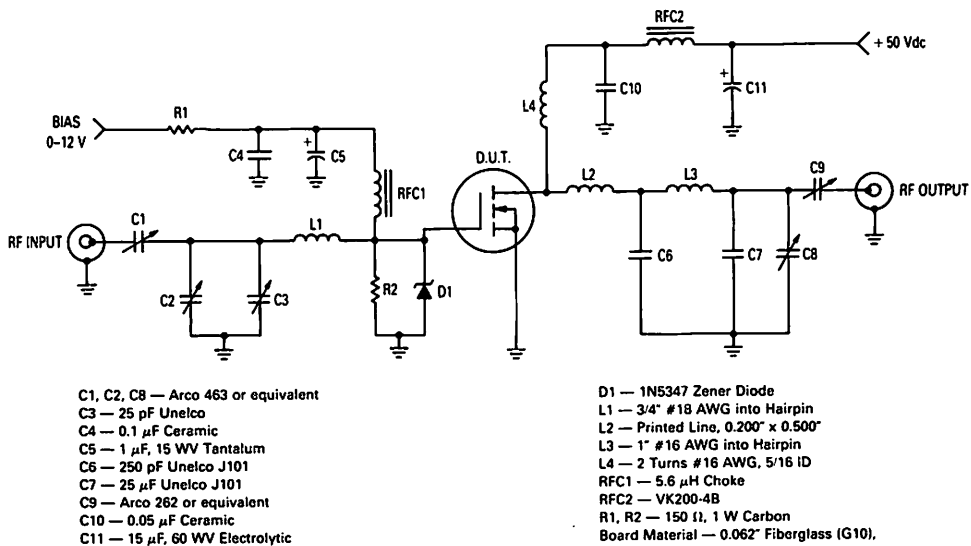 RFC2
+ 50 Vdc
C10
+
C11
L4
R1
BIAS
0–12 V
C4
+
C5
RFC1
D.U.T.
L2
L3
C9
RF OUTPUT
C1
RF INPUT
L1
C2
C3
R2
D1
C6
C7
C8
C1, C2, C8 — Arco 463 or equivalent
C3 — 25 pF Unelco
C4 — 0.1 μF Ceramic
C5 — 1 μF, 15 WV Tantalum
C6 — 250 pF Unelco J101
C7 — 25 μF Unelco J101
C9 — Arco 262 or equivalent
C10 — 0.05 μF Ceramic
C11 — 15 μF, 60 WV Electrolytic
D1 — 1N5347 Zener Diode
L1 — 3/4″ #18 AWG into Hairpin
L2 — Printed Line, 0.200″ x 0.500″
L3 — 1″ #16 AWG into Hairpin
L4 — 2 Turns #16 AWG, 5/16 ID
RFC1 — 5.6 μH Choke
RFC2 — VK200-4B
R1, R2 — 150 Ω, 1 W Carbon
Board Material — 0.062″ Fiberglass (G10),